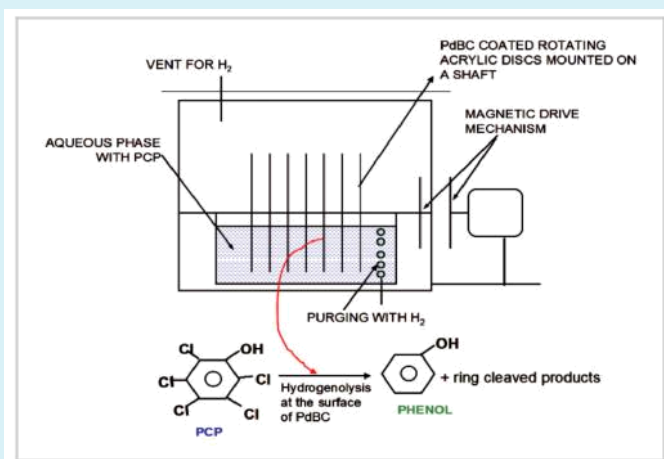 PdBC COATED ROTATING
ACRYLIC DISCS MOUNTED ON
A SHAFT
VENT FOR H₂
MAGNETIC DRIVE
MECHANISM
AQUEOUS PHASE
WITH PCP
PURGING WITH H₂
Cl
OH
Cl
Cl
Cl
Cl
PCP
Hydrogenolysis
at the surface
of PdBC
OH
PHENOL
+ ring cleaved products